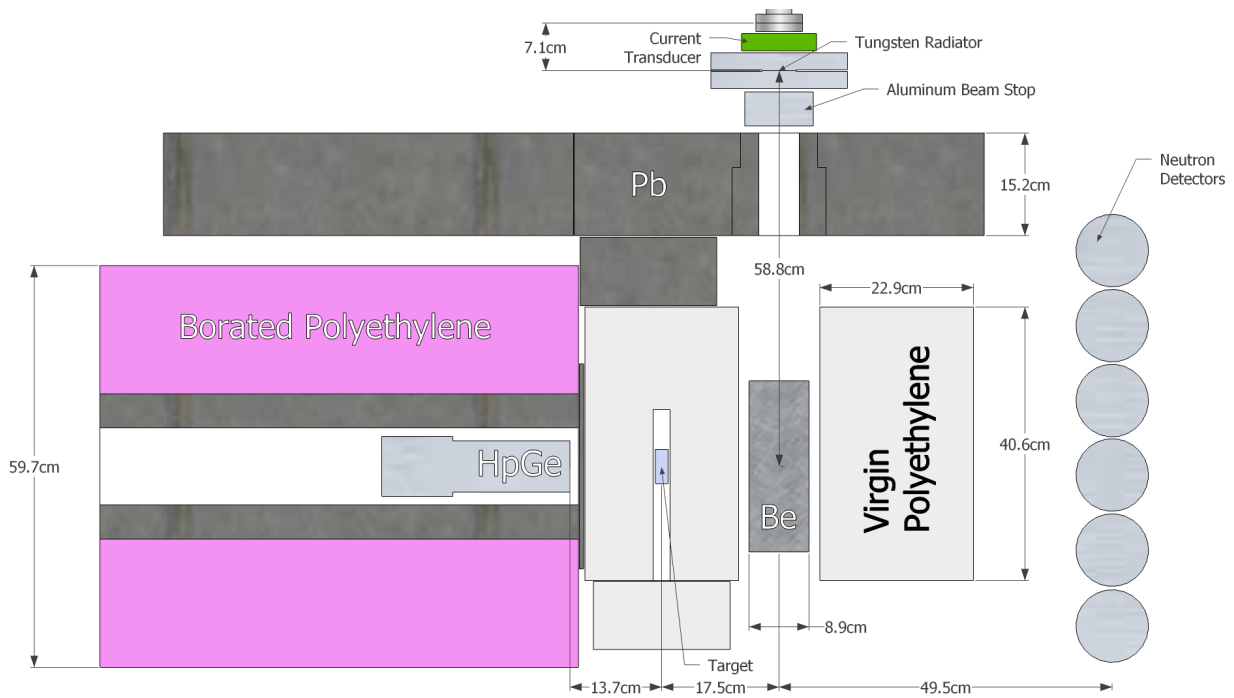 7.1cm
Current
Transducer
Tungsten Radiator
Aluminum Beam Stop
Neutron
Detectors
Pb
15.2cm
58.8cm
22.9cm
Borated Polyethylene
Virgin
Polyethylene
40.6cm
59.7cm
HpGe
Be
8.9cm
Target
13.7cm
17.5cm
49.5cm